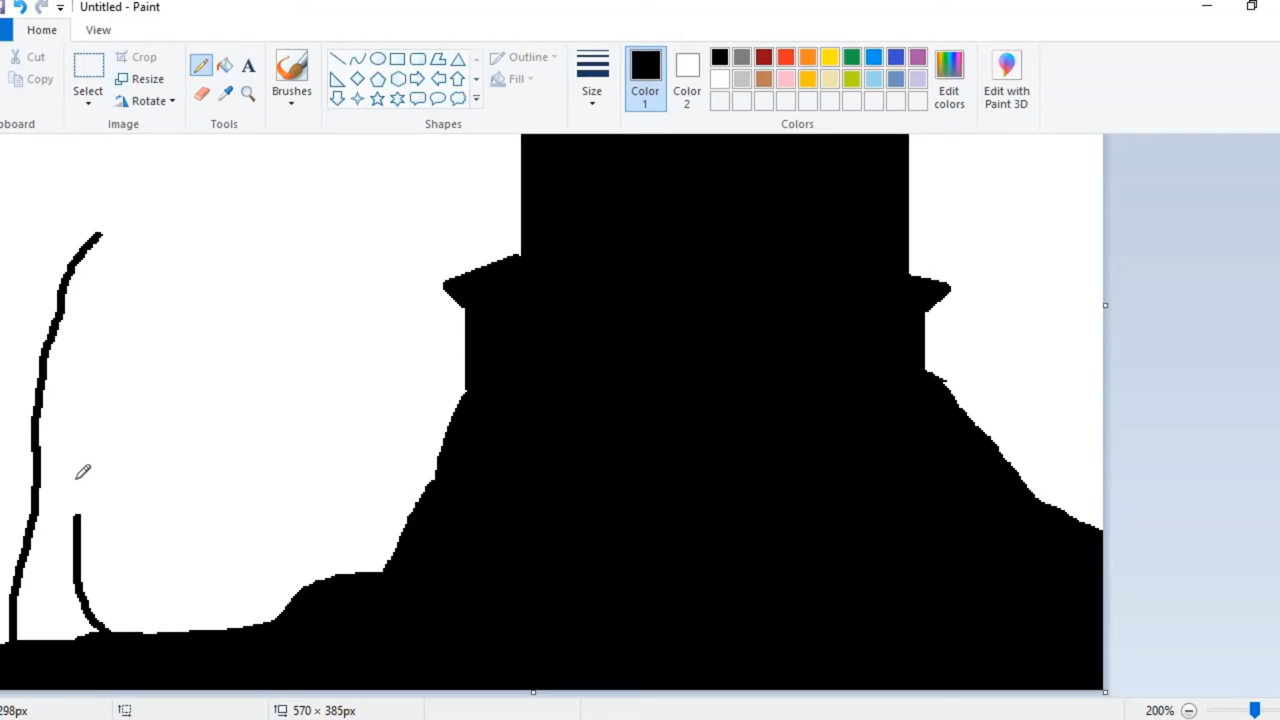 Untitled - Paint
Home View
Cut
Copy
Select
Crop
Resize
Rotate
Brushes
Outline
Fill
Size
Color 1
Color 2
Edit colors
Edit with Paint 3D
oboard Image Tools Shapes Colors
298px 570 × 385px 200%